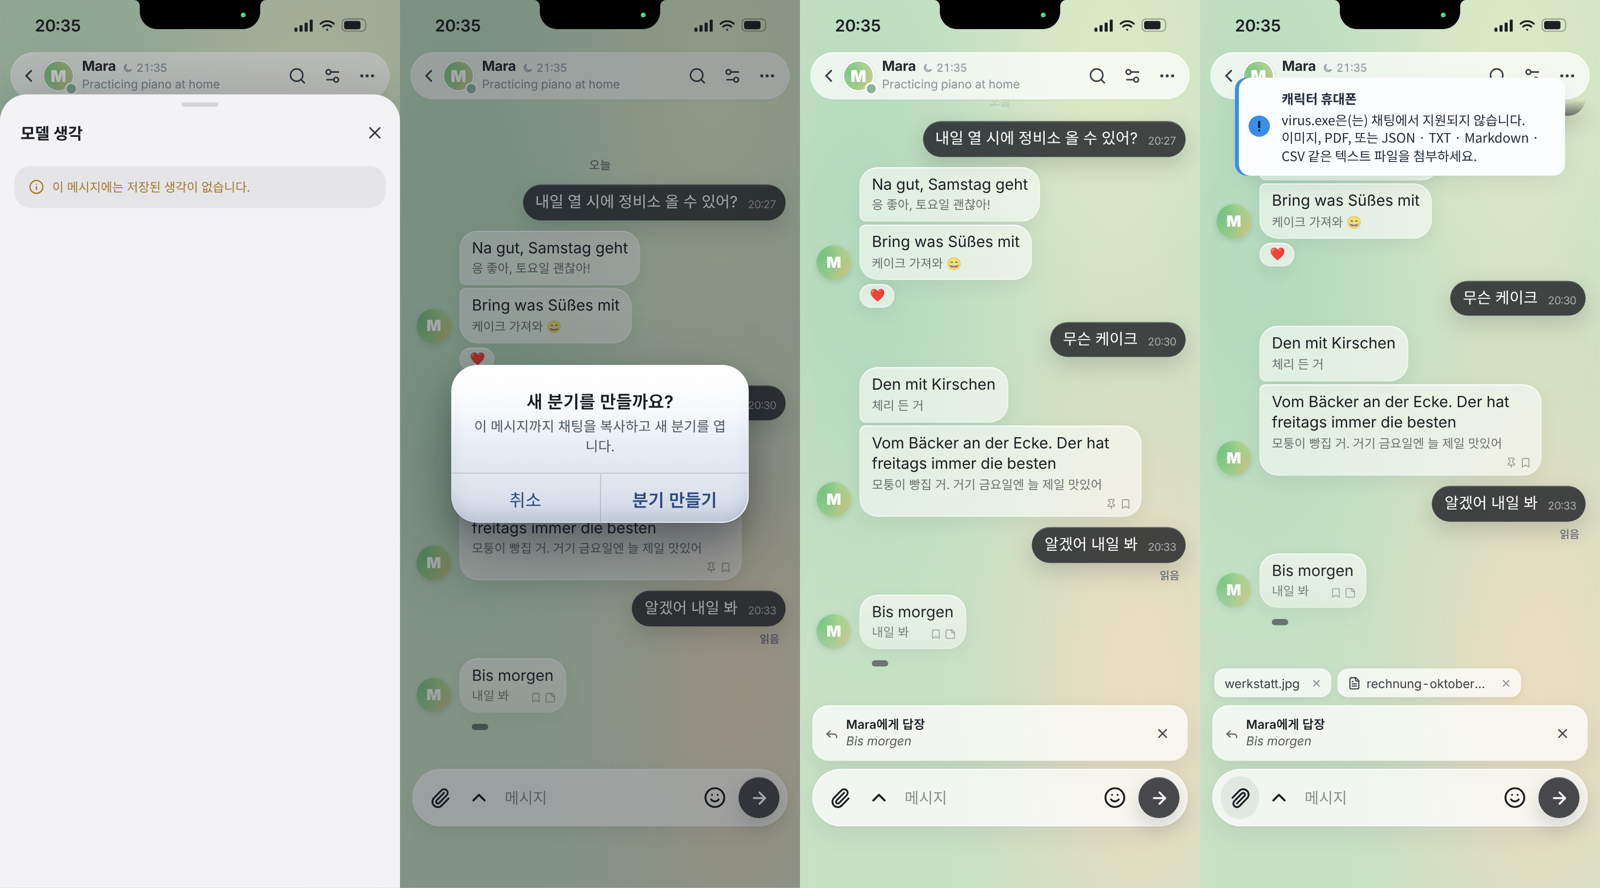 20:35
Mara 21:35
Practicing piano at home
모델 생각
이 메시지에는 저장된 생각이 없습니다.
20:35
Mara 21:35
Practicing piano at home
오늘
내일 열 시에 정비소 올 수 있어? 20:27
Na gut, Samstag geht
응 좋아, 토요일 괜찮아!
Bring was Süßes mit
케이크 가져와 😄
❤️
20:30
새 분기를 만들까요?
이 메시지까지 채팅을 복사하고 새 분기를 엽
니다.
취소
분기 만들기
freitags immer die besten
모퉁이 빵집 거. 거기 금요일엔 늘 제일 맛있어
알겠어 내일 봐 20:33
읽음
M
Bis morgen
내일 봐
메시지
20:35
Mara 21:35
Practicing piano at home
오늘
내일 열 시에 정비소 올 수 있어? 20:27
Na gut, Samstag geht
응 좋아, 토요일 괜찮아!
Bring was Süßes mit
케이크 가져와 😄
❤️
무슨 케이크 20:30
Den mit Kirschen
체리 든 거
Vom Bäcker an der Ecke. Der hat
freitags immer die besten
모퉁이 빵집 거. 거기 금요일엔 늘 제일 맛있어
알겠어 내일 봐 20:33
읽음
M
Bis morgen
내일 봐
Mara에게 답장
Bis morgen
메시지
20:35
Mara 21:35
캐릭터 휴대폰
virus.exe은(는) 채팅에서 지원되지 않습니다.
이미지, PDF, 또는 JSON · TXT · Markdown ·
CSV 같은 텍스트 파일을 첨부하세요.
Bring was Süßes mit
케이크 가져와 😄
❤️
무슨 케이크 20:30
Den mit Kirschen
체리 든 거
Vom Bäcker an der Ecke. Der hat
freitags immer die besten
모퉁이 빵집 거. 거기 금요일엔 늘 제일 맛있어
알겠어 내일 봐 20:33
읽음
M
Bis morgen
내일 봐
werkstatt.jpg
rechnung-oktober...
Mara에게 답장
Bis morgen
메시지